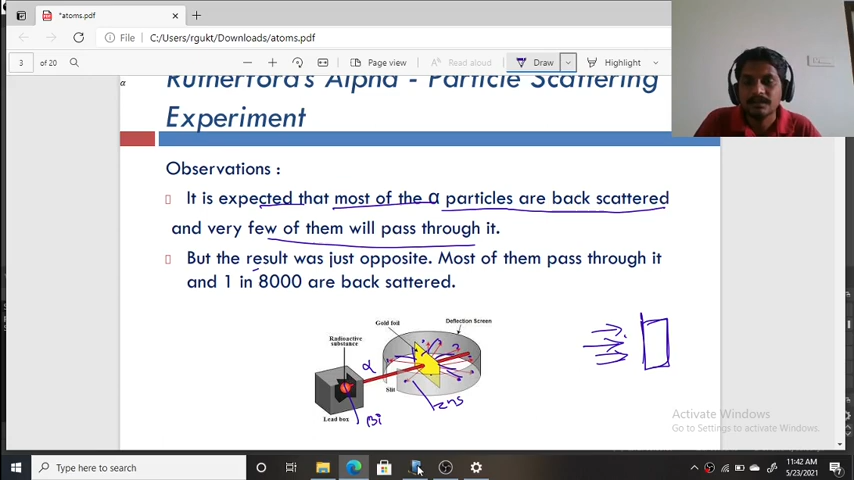 *atoms.pdf
File
C:/Users/rgukt/Downloads/atoms.pdf
3
of 20
Page view
Read aloud
Draw
Highlight
α
Rutherford's Alpha - Particle Scattering
Experiment
Observations :
It is expected that most of the α particles are back scattered
and very few of them will pass through it.
But the result was just opposite. Most of them pass through it
and 1 in 8000 are back sattered.
Gold foil
Deflection Screen
Radioactive
substance
α
Slit
Lead box
Bi
zns
Activate Windows
Go to Settings to activate Windows.
Type here to search
11:42 AM
5/23/2021